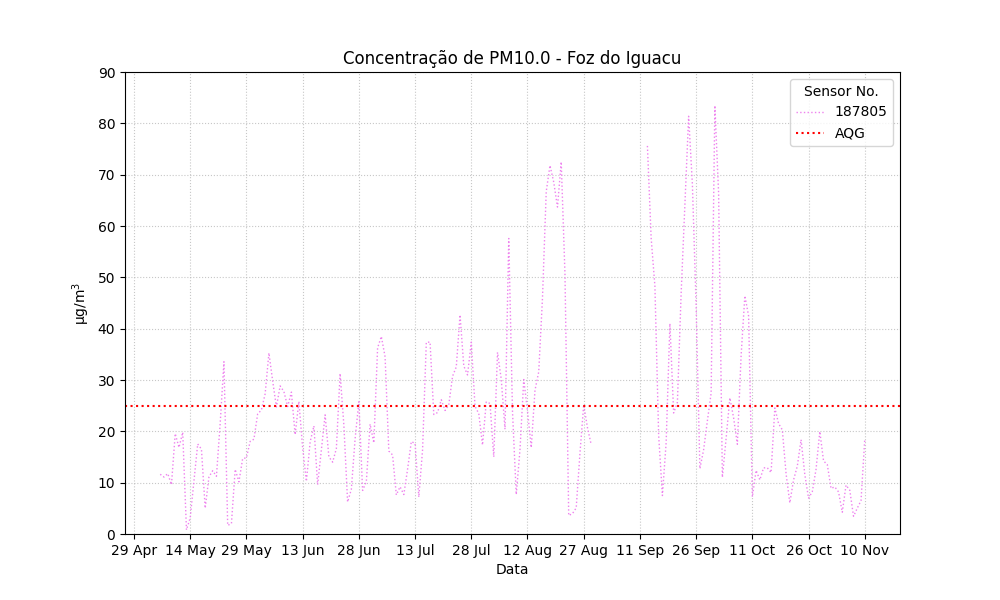 Concentração de PM10.0 - Foz do Iguacu
Sensor No.
187805
AQG
µg/m³
90
80
70
60
50
40
30
20
10
0
29 Apr 14 May 29 May 13 Jun 28 Jun 13 Jul 28 Jul 12 Aug 27 Aug 11 Sep 26 Sep 11 Oct 26 Oct 10 Nov
Data